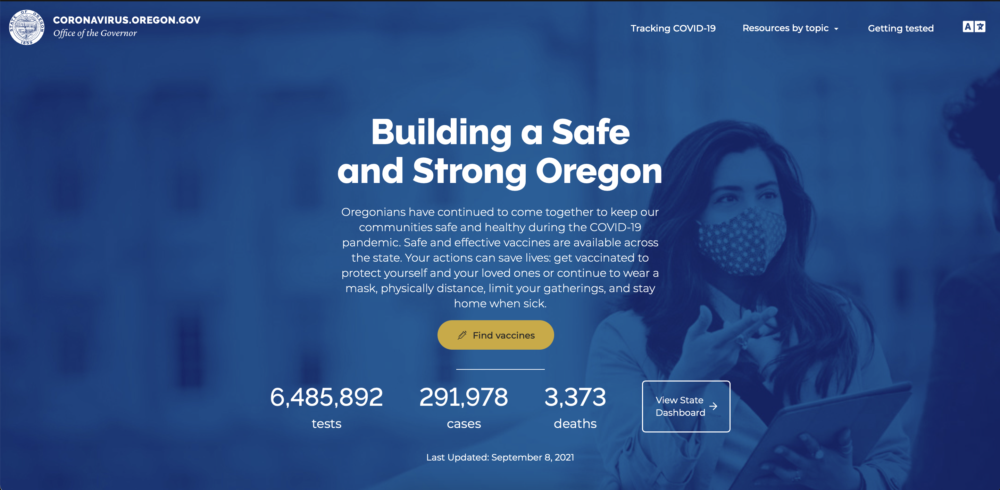 STATE OF OREGON
1859
CORONAVIRUS.OREGON.GOV
Office of the Governor
Tracking COVID-19
Resources by topic
Getting tested
A 文
Building a Safe
and Strong Oregon
Oregonians have continued to come together to keep our
communities safe and healthy during the COVID-19
pandemic. Safe and effective vaccines are available across
the state. Your actions can save lives: get vaccinated to
protect yourself and your loved ones or continue to wear a
mask, physically distance, limit your gatherings, and stay
home when sick.
Find vaccines
6,485,892
tests
291,978
cases
3,373
deaths
View State
Dashboard
Last Updated: September 8, 2021